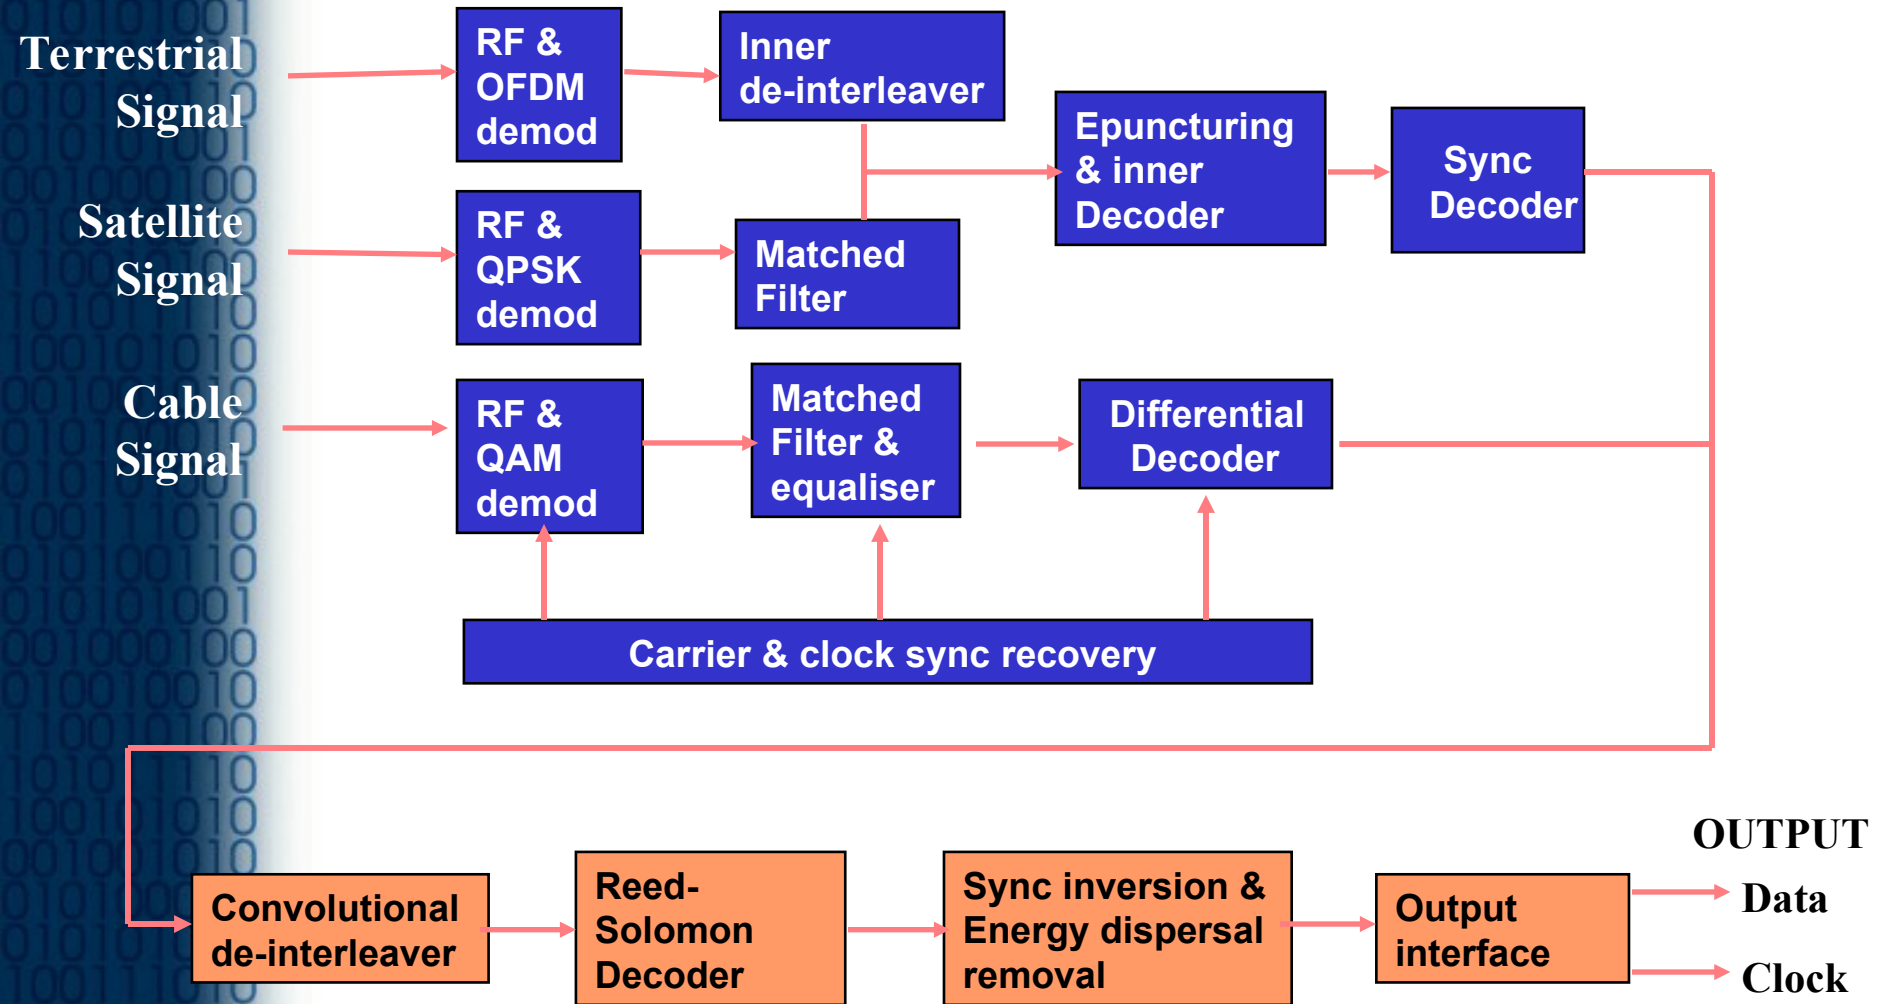 Terrestrial
Signal
RF &
OFDM
demod
Inner
de-interleaver
Epuncturing
& inner
Decoder
Sync
Decoder
Satellite
Signal
RF &
QPSK
demod
Matched
Filter
Cable
Signal
RF &
QAM
demod
Matched
Filter &
equaliser
Differential
Decoder
Carrier & clock sync recovery
Convolutional
de-interleaver
Reed-
Solomon
Decoder
Sync inversion &
Energy dispersal
removal
Output
interface
OUTPUT
Data
Clock